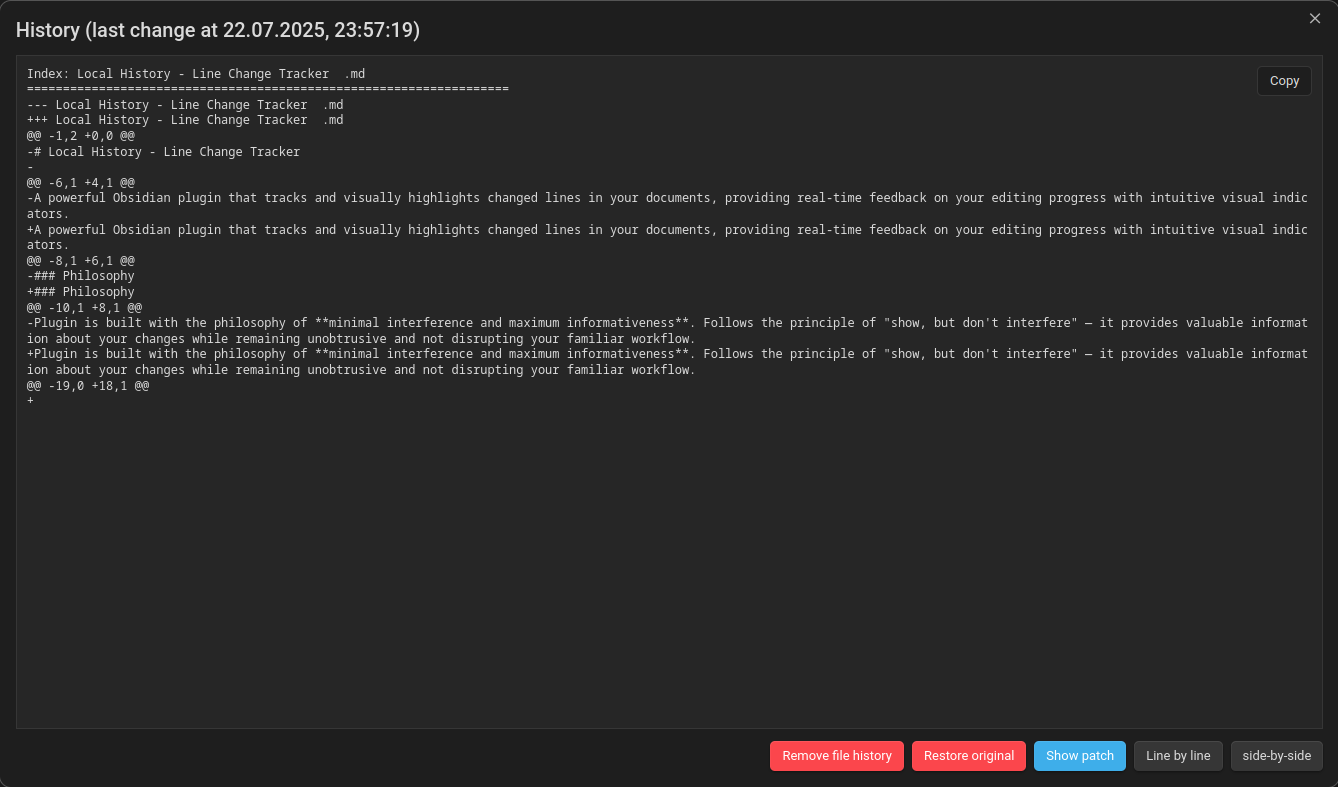 History (last change at 22.07.2025, 23:57:19)
Copy
Index: Local History - Line Change Tracker  .md
===================================================================
--- Local History - Line Change Tracker  .md
+++ Local History - Line Change Tracker  .md
@@ -1,2 +0,0 @@
-# Local History - Line Change Tracker
-
@@ -6,1 +4,1 @@
-A powerful Obsidian plugin that tracks and visually highlights changed lines in your documents, providing real-time feedback on your editing progress with intuitive visual indic
ators.
+A powerful Obsidian plugin that tracks and visually highlights changed lines in your documents, providing real-time feedback on your editing progress with intuitive visual indic
ators.
@@ -8,1 +6,1 @@
-### Philosophy
+### Philosophy
@@ -10,1 +8,1 @@
-Plugin is built with the philosophy of **minimal interference and maximum informativeness**. Follows the principle of "show, but don't interfere" — it provides valuable informat
ion about your changes while remaining unobtrusive and not disrupting your familiar workflow.
+Plugin is built with the philosophy of **minimal interference and maximum informativeness**. Follows the principle of "show, but don't interfere" — it provides valuable informat
ion about your changes while remaining unobtrusive and not disrupting your familiar workflow.
@@ -19,0 +18,1 @@
+
Remove file history
Restore original
Show patch
Line by line
side-by-side